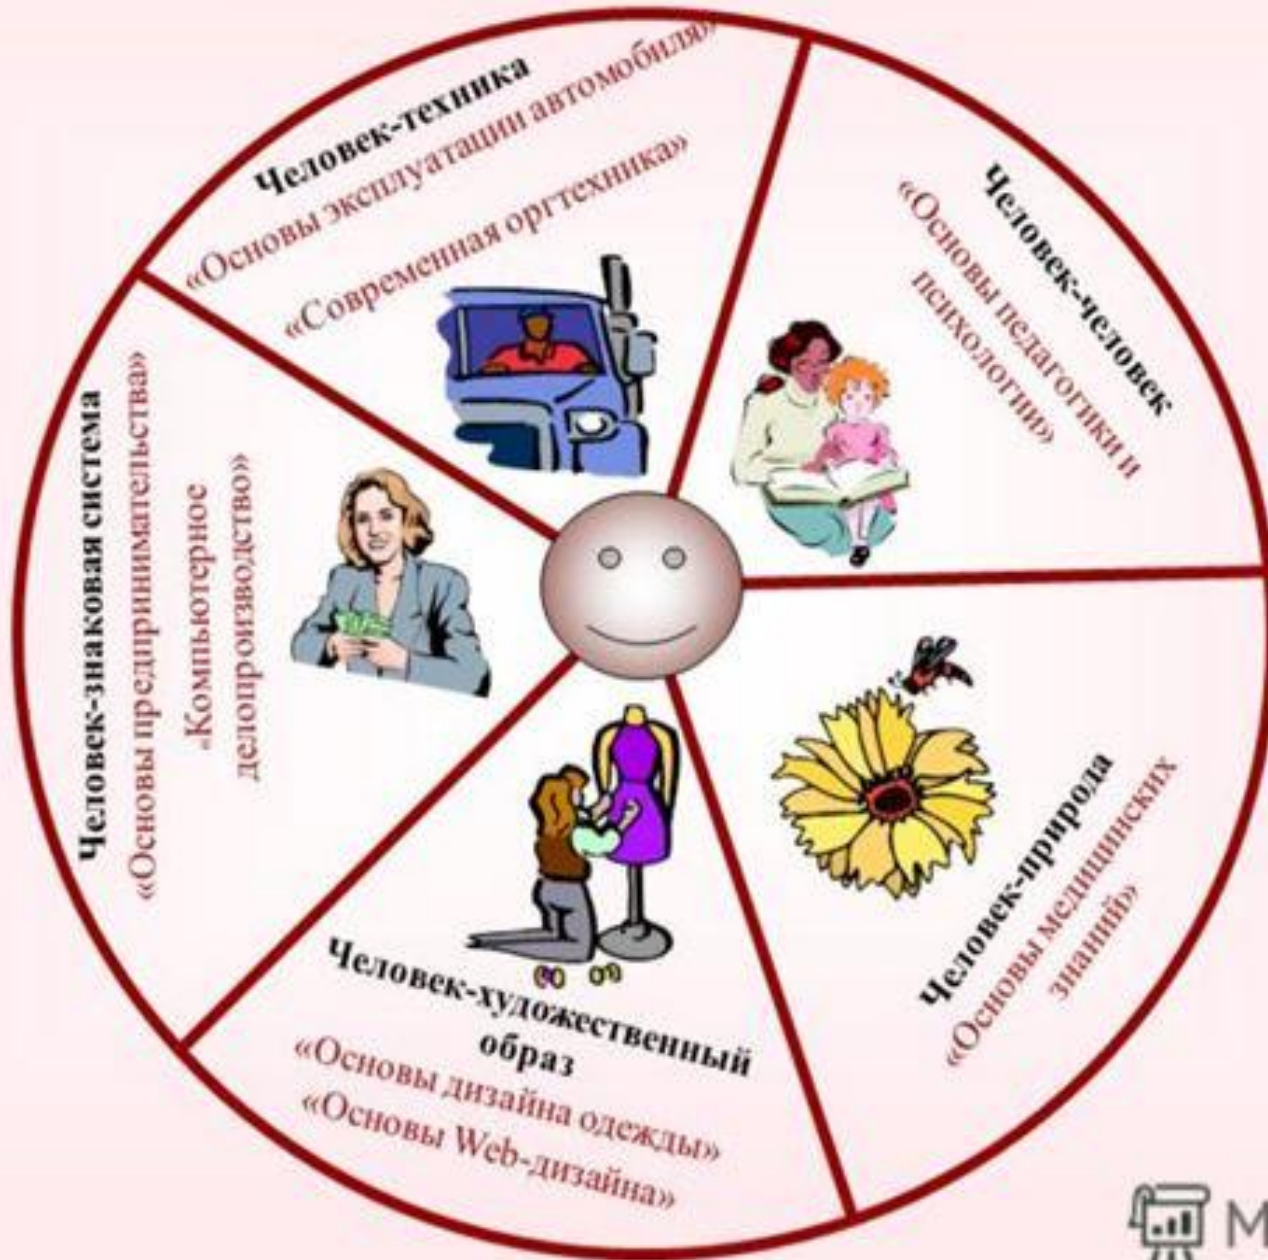 Человек-техника
«Основы эксплуатации автомобиля»
«Современная оргтехника»
Человек-человек
«Основы педагогики и
психологии»
Человек-природа
«Основы медицинских
знаний»
Человек-художественный
образ
«Основы дизайна одежды»
«Основы Web-дизайна»
Человек-знаковая система
«Основы предпринимательства»
«Компьютерное
делопроизводство»
М